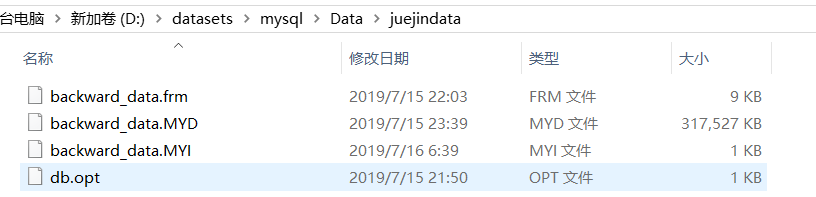 台电脑 > 新加卷 (D:) > datasets > mysql > Data > juejindata
名称 修改日期 类型 大小
backward_data.frm 2019/7/15 22:03 FRM 文件 9 KB
backward_data.MYD 2019/7/15 23:39 MYD 文件 317,527 KB
backward_data.MYI 2019/7/16 6:39 MYI 文件 1 KB
db.opt 2019/7/15 21:50 OPT 文件 1 KB